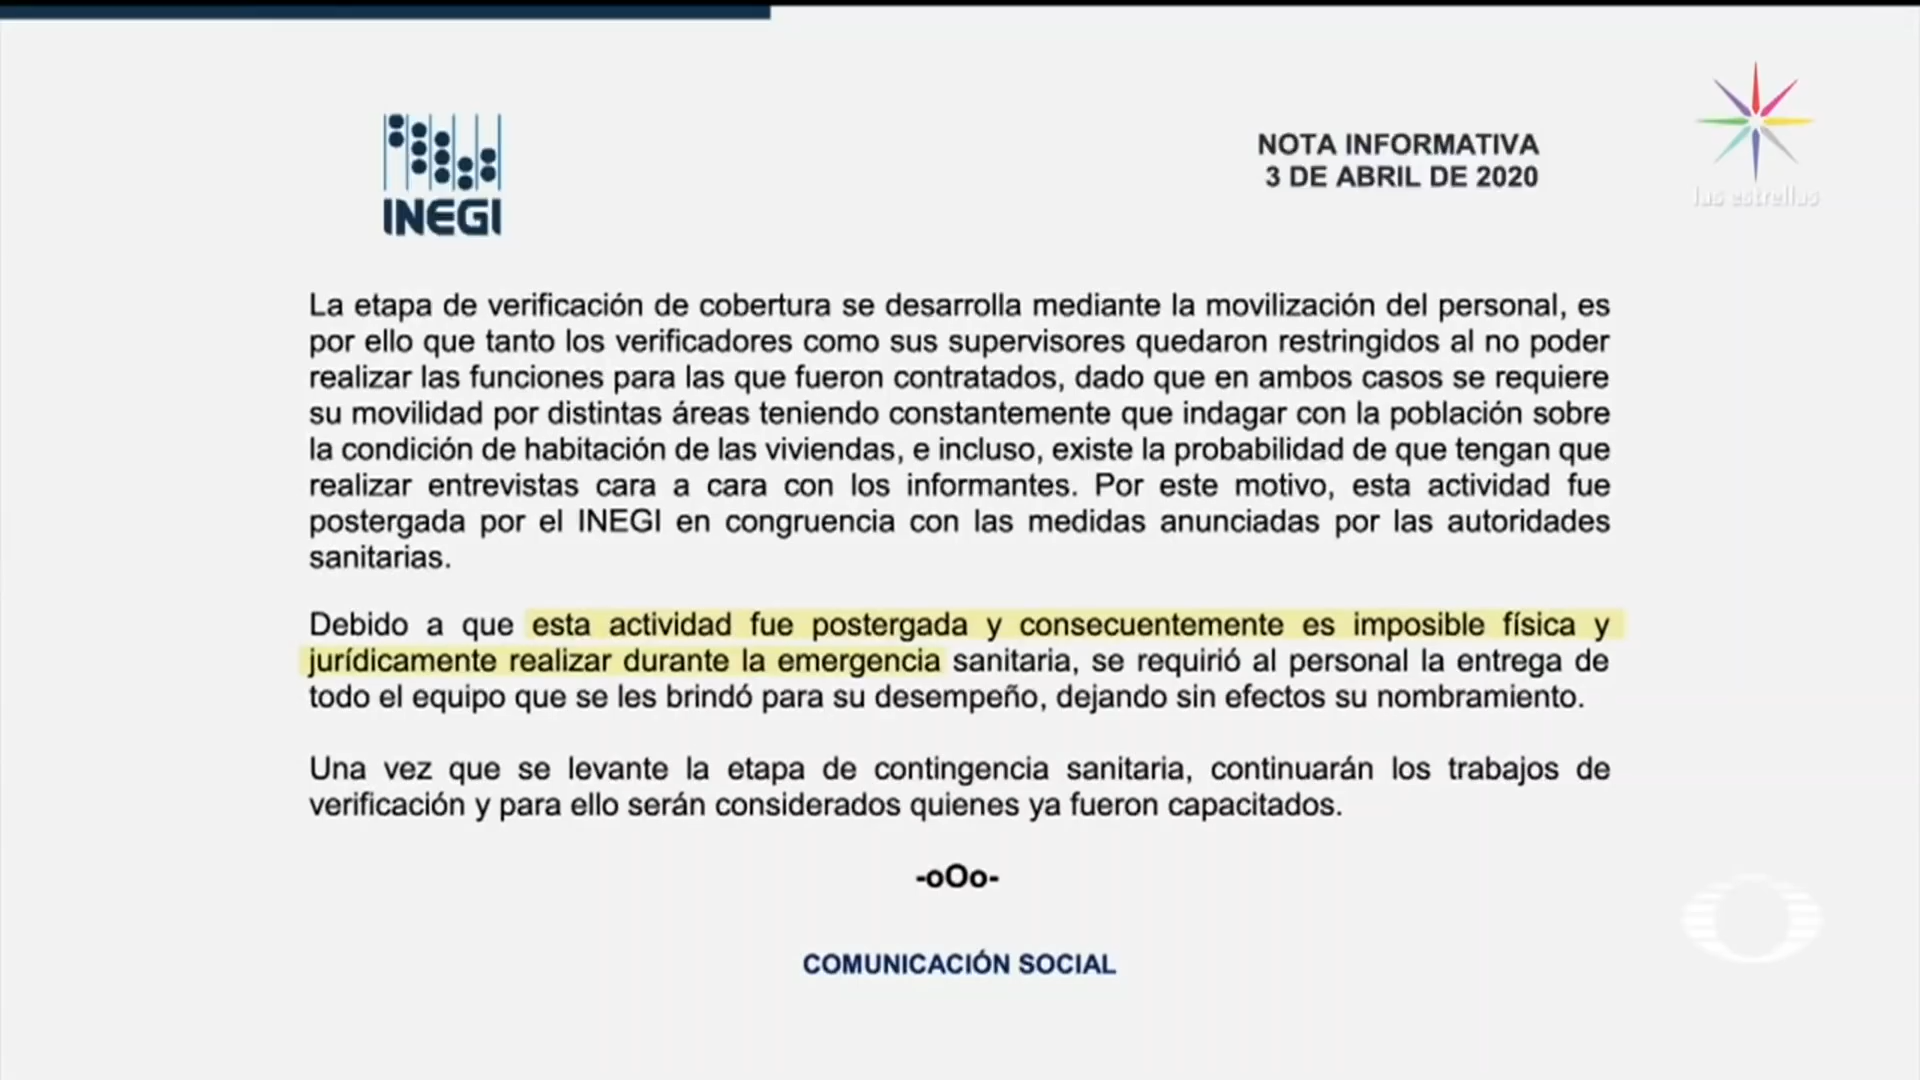 INEGI
NOTA INFORMATIVA
3 DE ABRIL DE 2020
las estrellas
La etapa de verificación de cobertura se desarrolla mediante la movilización del personal, es
por ello que tanto los verificadores como sus supervisores quedaron restringidos al no poder
realizar las funciones para las que fueron contratados, dado que en ambos casos se requiere
su movilidad por distintas áreas teniendo constantemente que indagar con la población sobre
la condición de habitación de las viviendas, e incluso, existe la probabilidad de que tengan que
realizar entrevistas cara a cara con los informantes. Por este motivo, esta actividad fue
postergada por el INEGI en congruencia con las medidas anunciadas por las autoridades
sanitarias.
Debido a que esta actividad fue postergada y consecuentemente es imposible física y
jurídicamente realizar durante la emergencia sanitaria, se requirió al personal la entrega de
todo el equipo que se les brindó para su desempeño, dejando sin efectos su nombramiento.
Una vez que se levante la etapa de contingencia sanitaria, continuarán los trabajos de
verificación y para ello serán considerados quienes ya fueron capacitados.
-oOo-
COMUNICACIÓN SOCIAL